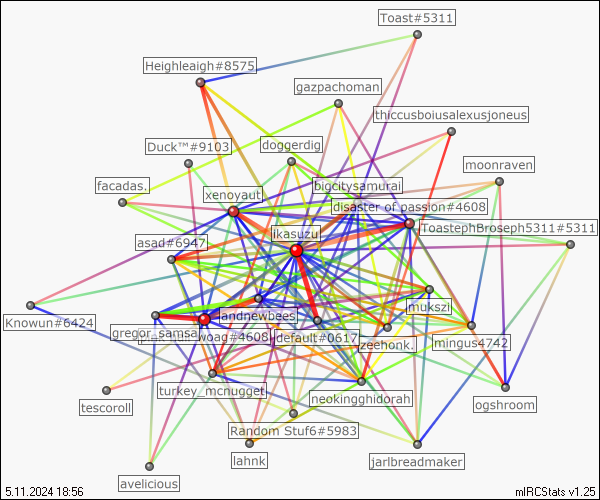 Toast#5311
Heighleaigh#8575
gazpachoman
thiccusboiusalexusjoneus
Duck™#9103
doggerdig
moonraven
facadas.
xenoyaut
bigcitysamurai
disaster of passion#4608
ToastephBroseph5311#5311
asad#6947
ikasuzu
Knowun#6424
gregor_samsa
andnewbees
mukszi
woag#4608
default#0617
zeehonk.
mingus4742
tescoroll
turkey_mcnugget
neokingghidorah
ogshroom
Random Stuf6#5983
lahnk
jarlbreadmaker
avelicious
5.11.2024 18:56
mIRCStats v1.25